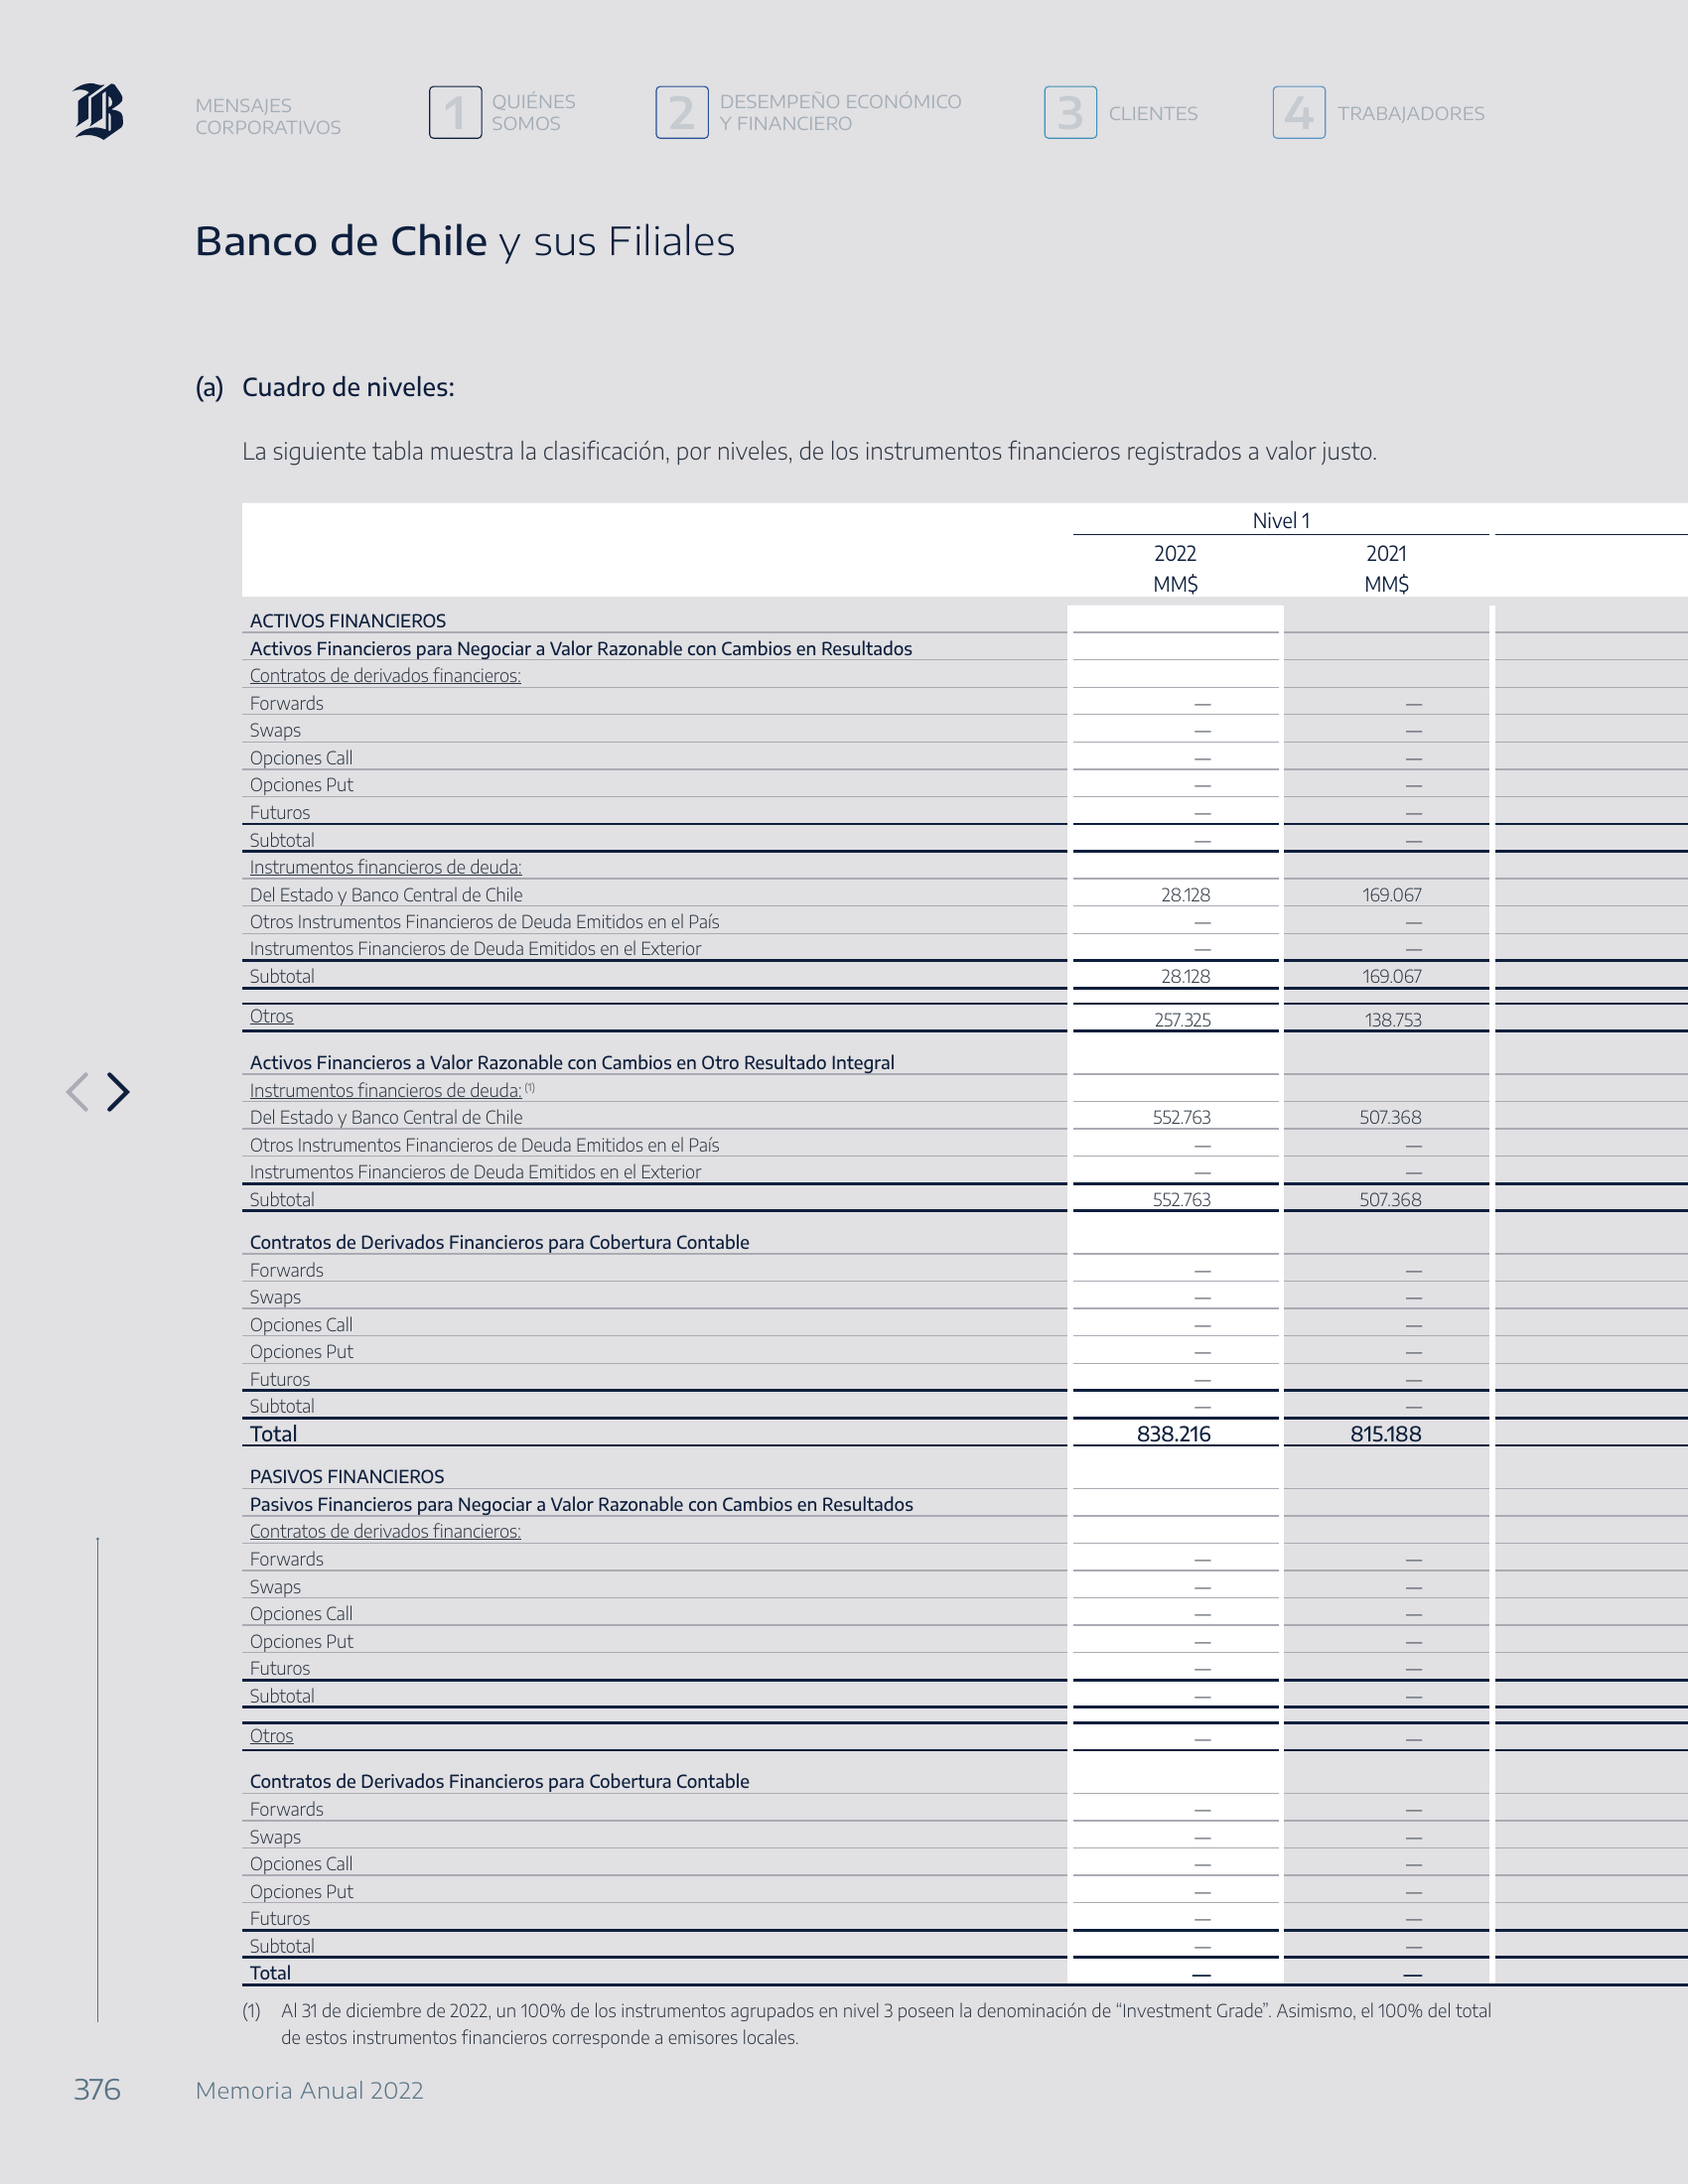 B
MENSAJES
CORPORATIVOS
1 QUIÉNES
SOMOS
2 DESEMPEÑO ECONÓMICO
Y FINANCIERO
3 CLIENTES
4 TRABAJADORES
Banco de Chile y sus Filiales
(a) Cuadro de niveles:
La siguiente tabla muestra la clasificación, por niveles, de los instrumentos financieros registrados a valor justo.
Nivel 1
2022 2021
MM$ MM$
ACTIVOS FINANCIEROS
Activos Financieros para Negociar a Valor Razonable con Cambios en Resultados
Contratos de derivados financieros:
Forwards — —
Swaps — —
Opciones Call — —
Opciones Put — —
Futuros — —
Subtotal — —
Instrumentos financieros de deuda:
Del Estado y Banco Central de Chile 28.128 169.067
Otros Instrumentos Financieros de Deuda Emitidos en el País — —
Instrumentos Financieros de Deuda Emitidos en el Exterior — —
Subtotal 28.128 169.067
Otros 257.325 138.753
Activos Financieros a Valor Razonable con Cambios en Otro Resultado Integral
Instrumentos financieros de deuda: (1)
Del Estado y Banco Central de Chile 552.763 507.368
Otros Instrumentos Financieros de Deuda Emitidos en el País — —
Instrumentos Financieros de Deuda Emitidos en el Exterior — —
Subtotal 552.763 507.368
Contratos de Derivados Financieros para Cobertura Contable
Forwards — —
Swaps — —
Opciones Call — —
Opciones Put — —
Futuros — —
Subtotal — —
Total 838.216 815.188
PASIVOS FINANCIEROS
Pasivos Financieros para Negociar a Valor Razonable con Cambios en Resultados
Contratos de derivados financieros:
Forwards — —
Swaps — —
Opciones Call — —
Opciones Put — —
Futuros — —
Subtotal — —
Otros — —
Contratos de Derivados Financieros para Cobertura Contable
Forwards — —
Swaps — —
Opciones Call — —
Opciones Put — —
Futuros — —
Subtotal — —
Total — —
(1) Al 31 de diciembre de 2022, un 100% de los instrumentos agrupados en nivel 3 poseen la denominación de “Investment Grade”. Asimismo, el 100% del total
de estos instrumentos financieros corresponde a emisores locales.
376 Memoria Anual 2022